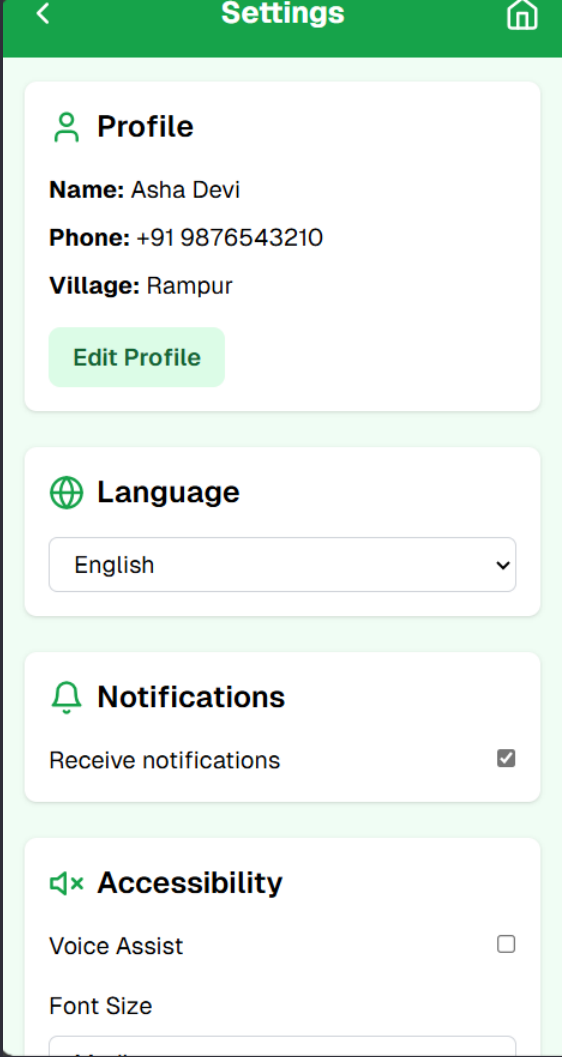 Settings
Profile
Name: Asha Devi
Phone: +91 9876543210
Village: Rampur
Edit Profile
Language
English
Notifications
Receive notifications
Accessibility
Voice Assist
Font Size